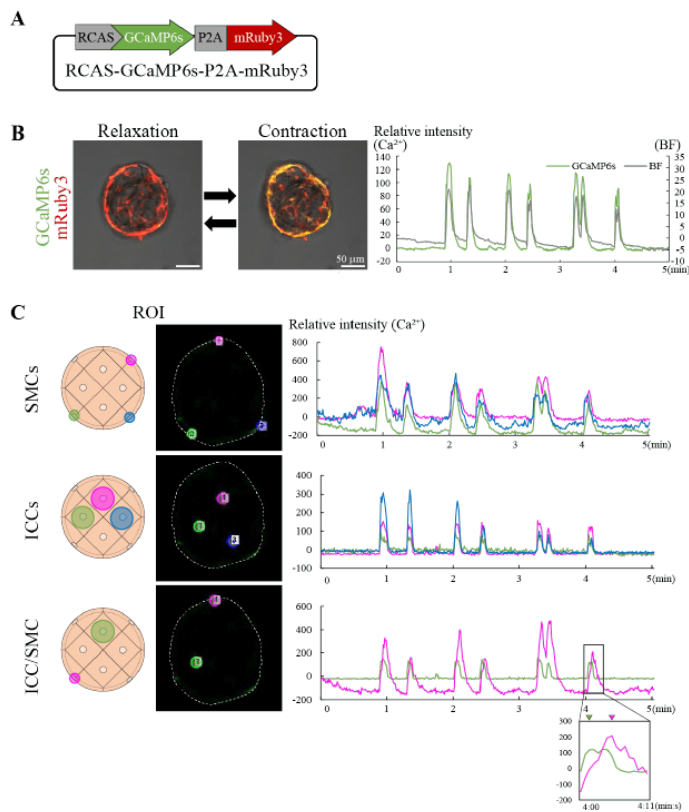 A
RCAS GCaMP6s P2A mRuby3
RCAS-GCaMP6s-P2A-mRuby3
B
Relaxation
Contraction
GCaMP6s
mRuby3
50 μm
Relative intensity
(Ca²⁺) (BF)
GCaMP6s BF
140
120
100
80
60
40
20
0
-20
35
30
25
20
15
10
5
0
-5
-10
0 1 2 3 4 5(min)
C
ROI
Relative intensity (Ca²⁺)
SMCs
800
600
400
200
0
-200
0 1 2 3 4 5(min)
ICCs
400
300
200
100
0
-100
0 1 2 3 4 5(min)
ICC/SMC
600
400
200
0
-200
0 1 2 3 4 5(min)
300
200
100
0
-100
-200
4:00 4:11(min:s)